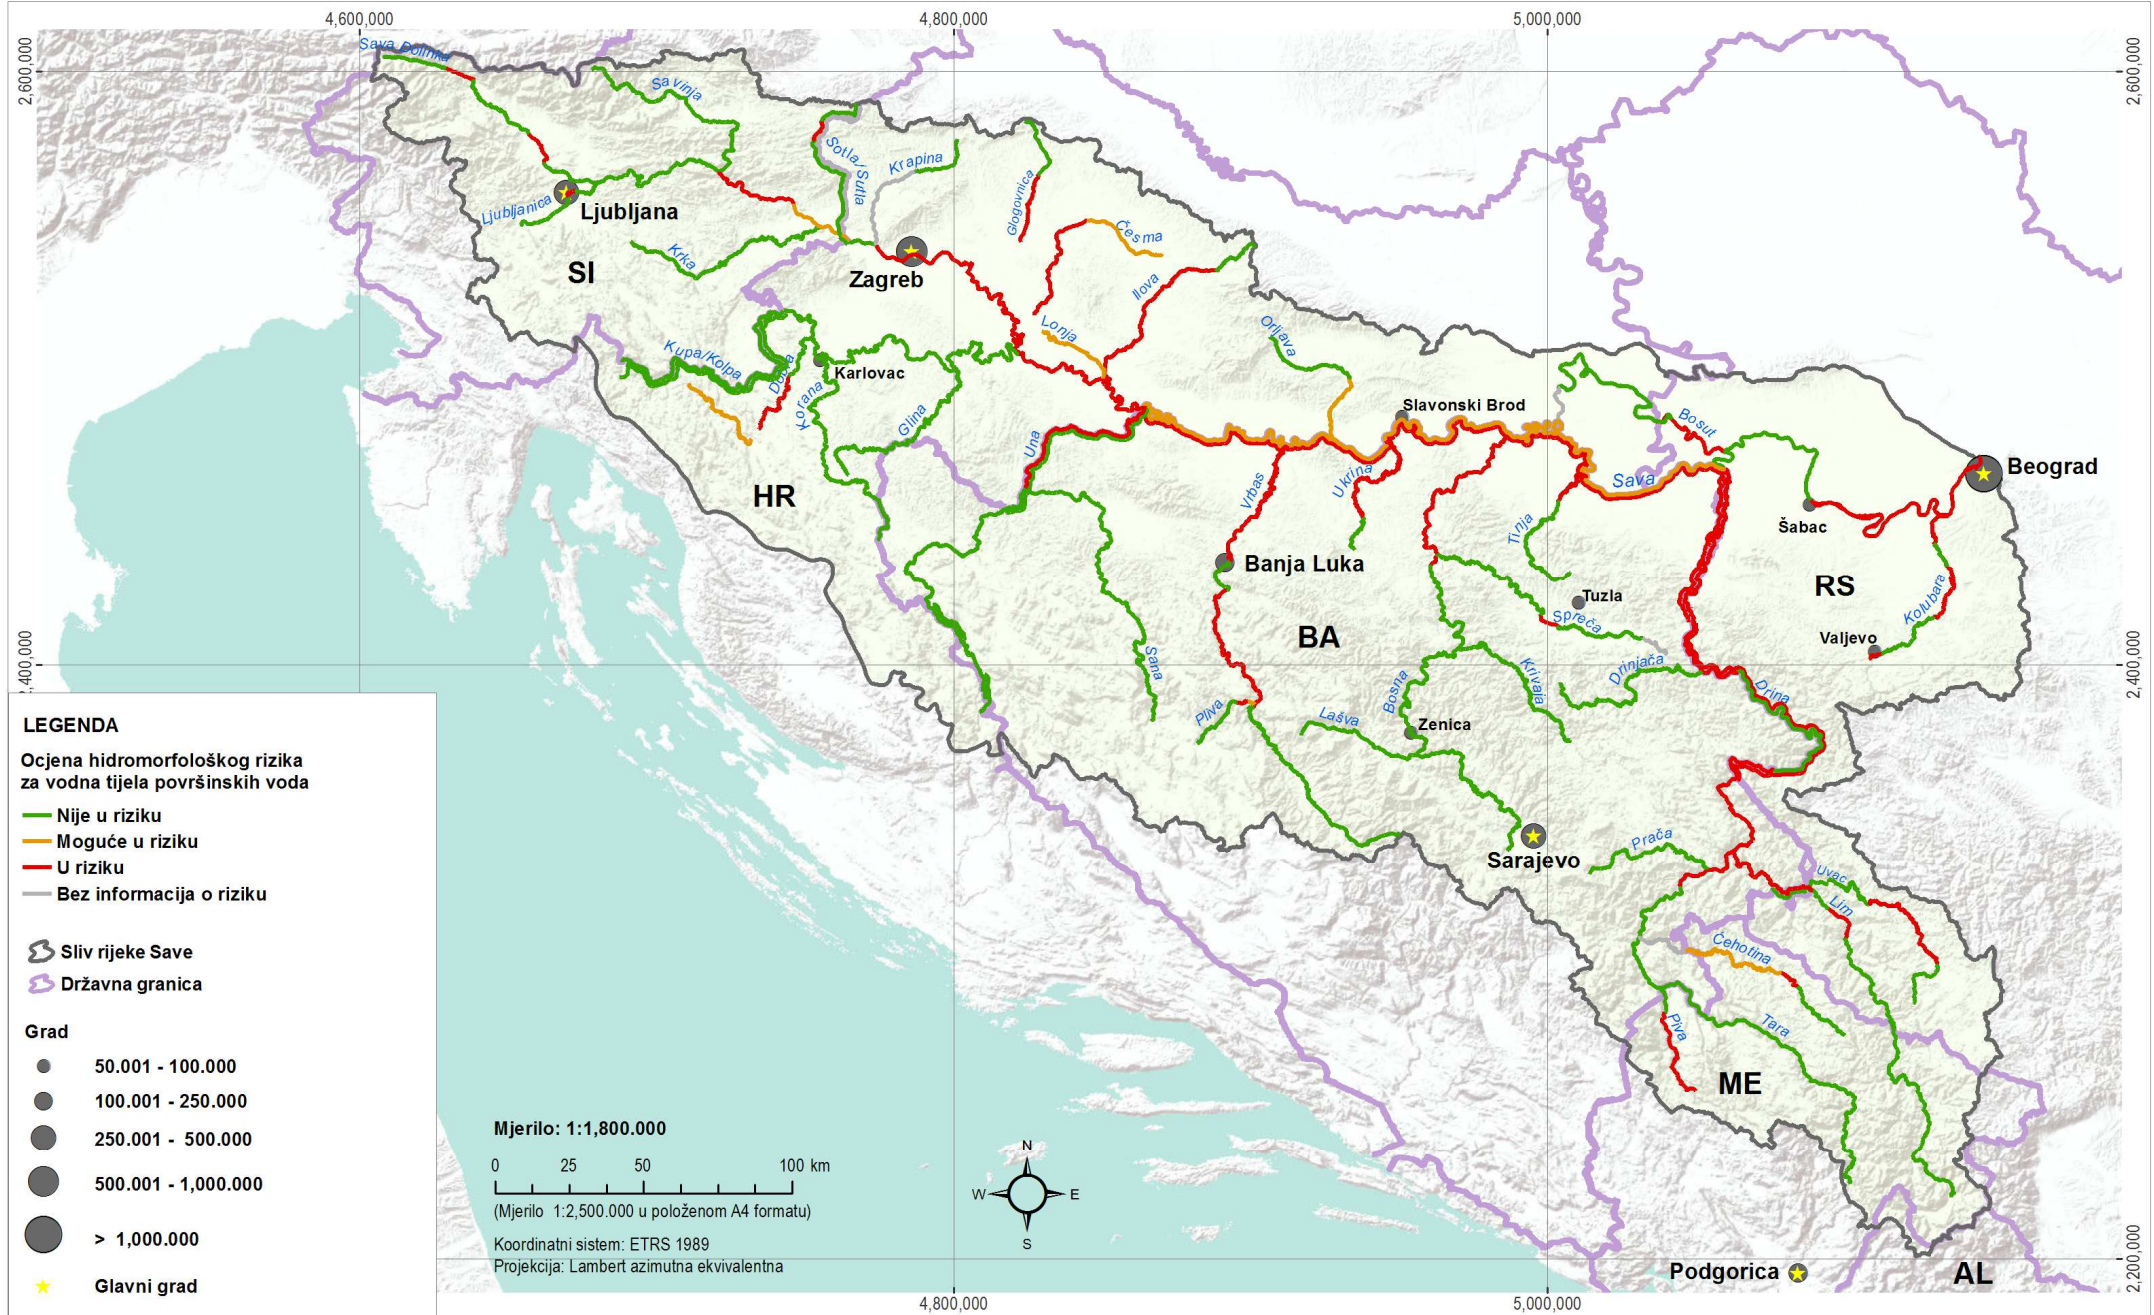 4,600,000
4,800,000
5,000,000
2,600,000
2,600,000
Sava Dolinka
Savinja
Sotla/Sutla
Krapina
Glogovnica
Česma
Ljubljanica
Ljubljana
Krka
SI
Zagreb
Ilova
Lonja
Orljava
Kupa/Kolpa
Dobra
Karlovac
Korana
Glina
Slavonski Brod
Bosut
Una
HR
Vrbas
Ukrina
Sava
Beograd
Šabac
Tinja
Banja Luka
RS
Tuzla
Kolubara
Spreča
BA
Valjevo
2,400,000
2,400,000
Sana
Drinjača
Krivaja
Bosna
Drina
Pliva
Lašva
Zenica
Sarajevo
Prača
Uvac
Lim
Ćehotina
Piva
Tara
ME
Podgorica
AL
2,200,000
4,800,000
5,000,000
LEGENDA
Ocjena hidromorfološkog rizika
za vodna tijela površinskih voda
Nije u riziku
Moguće u riziku
U riziku
Bez informacija o riziku
Sliv rijeke Save
Državna granica
Grad
50.001 - 100.000
100.001 - 250.000
250.001 - 500.000
500.001 - 1,000.000
> 1,000.000
Glavni grad
Mjerilo: 1:1,800.000
0 25 50 100 km
(Mjerilo 1:2,500.000 u položenom A4 formatu)
Koordinatni sistem: ETRS 1989
Projekcija: Lambert azimutna ekvivalentna
N
W E
S